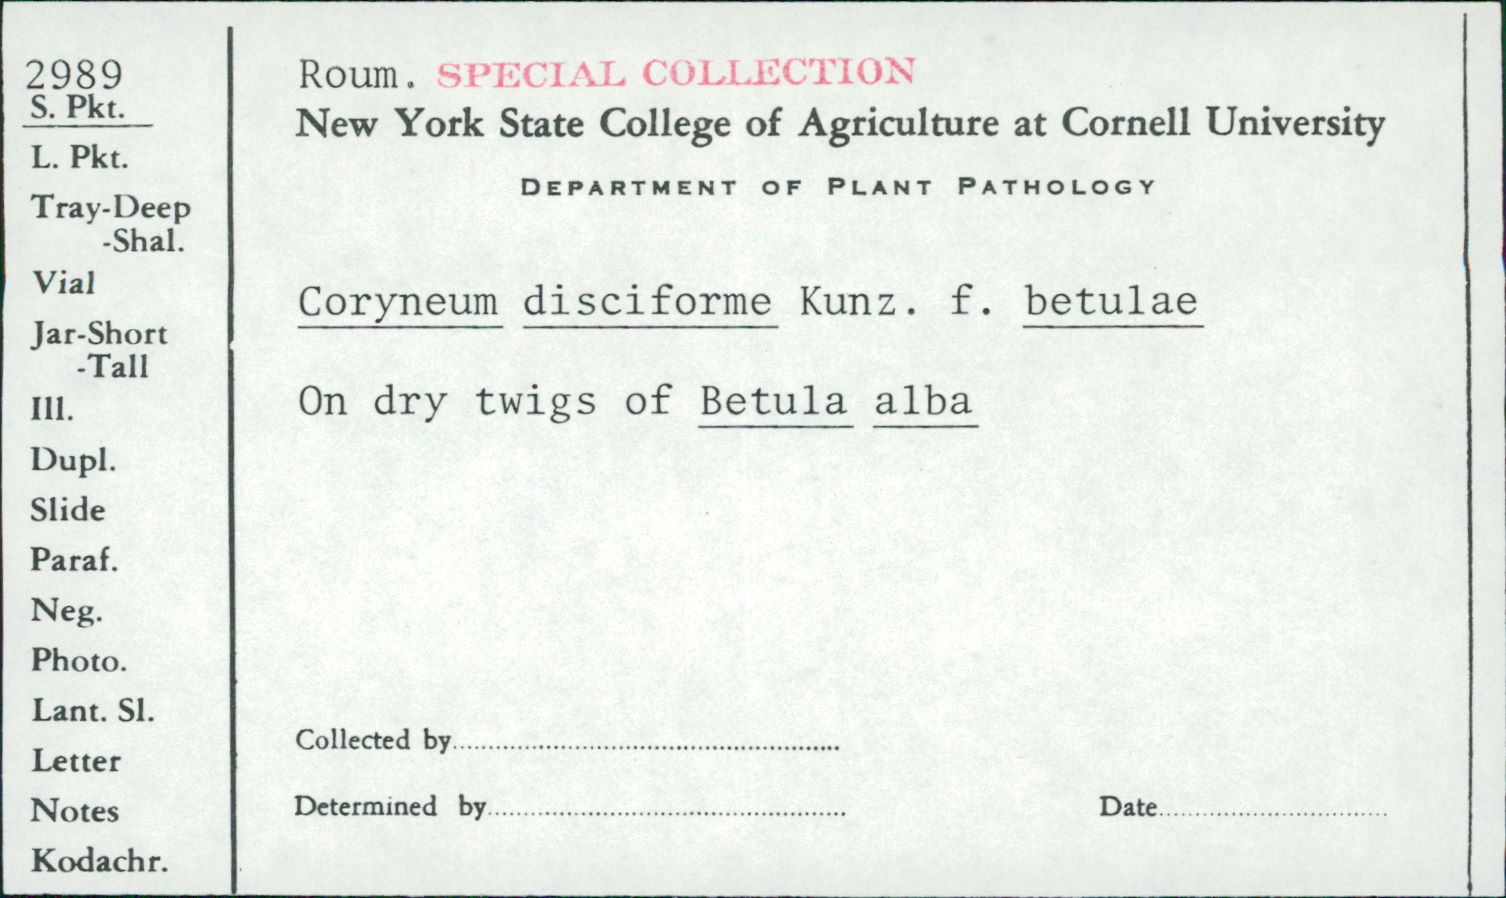 2989
S. Pkt.
L. Pkt.
Tray-Deep
-Shal.
Vial
Jar-Short
-Tall
Ill.
Dupl.
Slide
Paraf.
Neg.
Photo.
Lant. Sl.
Letter
Notes
Kodachr.
Roum. SPECIAL COLLECTION
New York State College of Agriculture at Cornell University
DEPARTMENT OF PLANT PATHOLOGY
Coryneum disciforme Kunz. f. betulae
On dry twigs of Betula alba
Collected by
Determined by Date